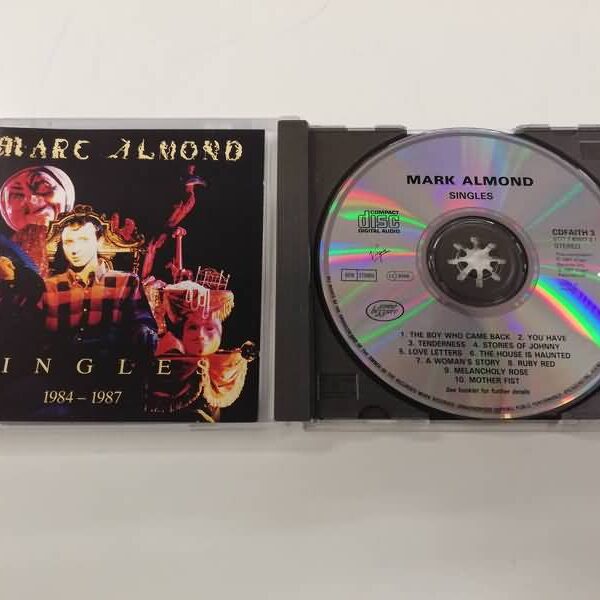 MARC ALMOND
INGLES
1984 – 1987
MARK ALMOND
SINGLES
COMPACT
disc
DIGITAL AUDIO
CDFAITH 3
STEREO
1. THE BOY WHO CAME BACK 2. YOU HAVE
3. TENDERNESS 4. STORIES OF JOHNNY
5. LOVE LETTERS 6. THE HOUSE IS HAUNTED
7. A WOMAN'S STORY 8. RUBY RED
9. MELANCHOLY ROSE
10. MOTHER FIST
See booklet for further details